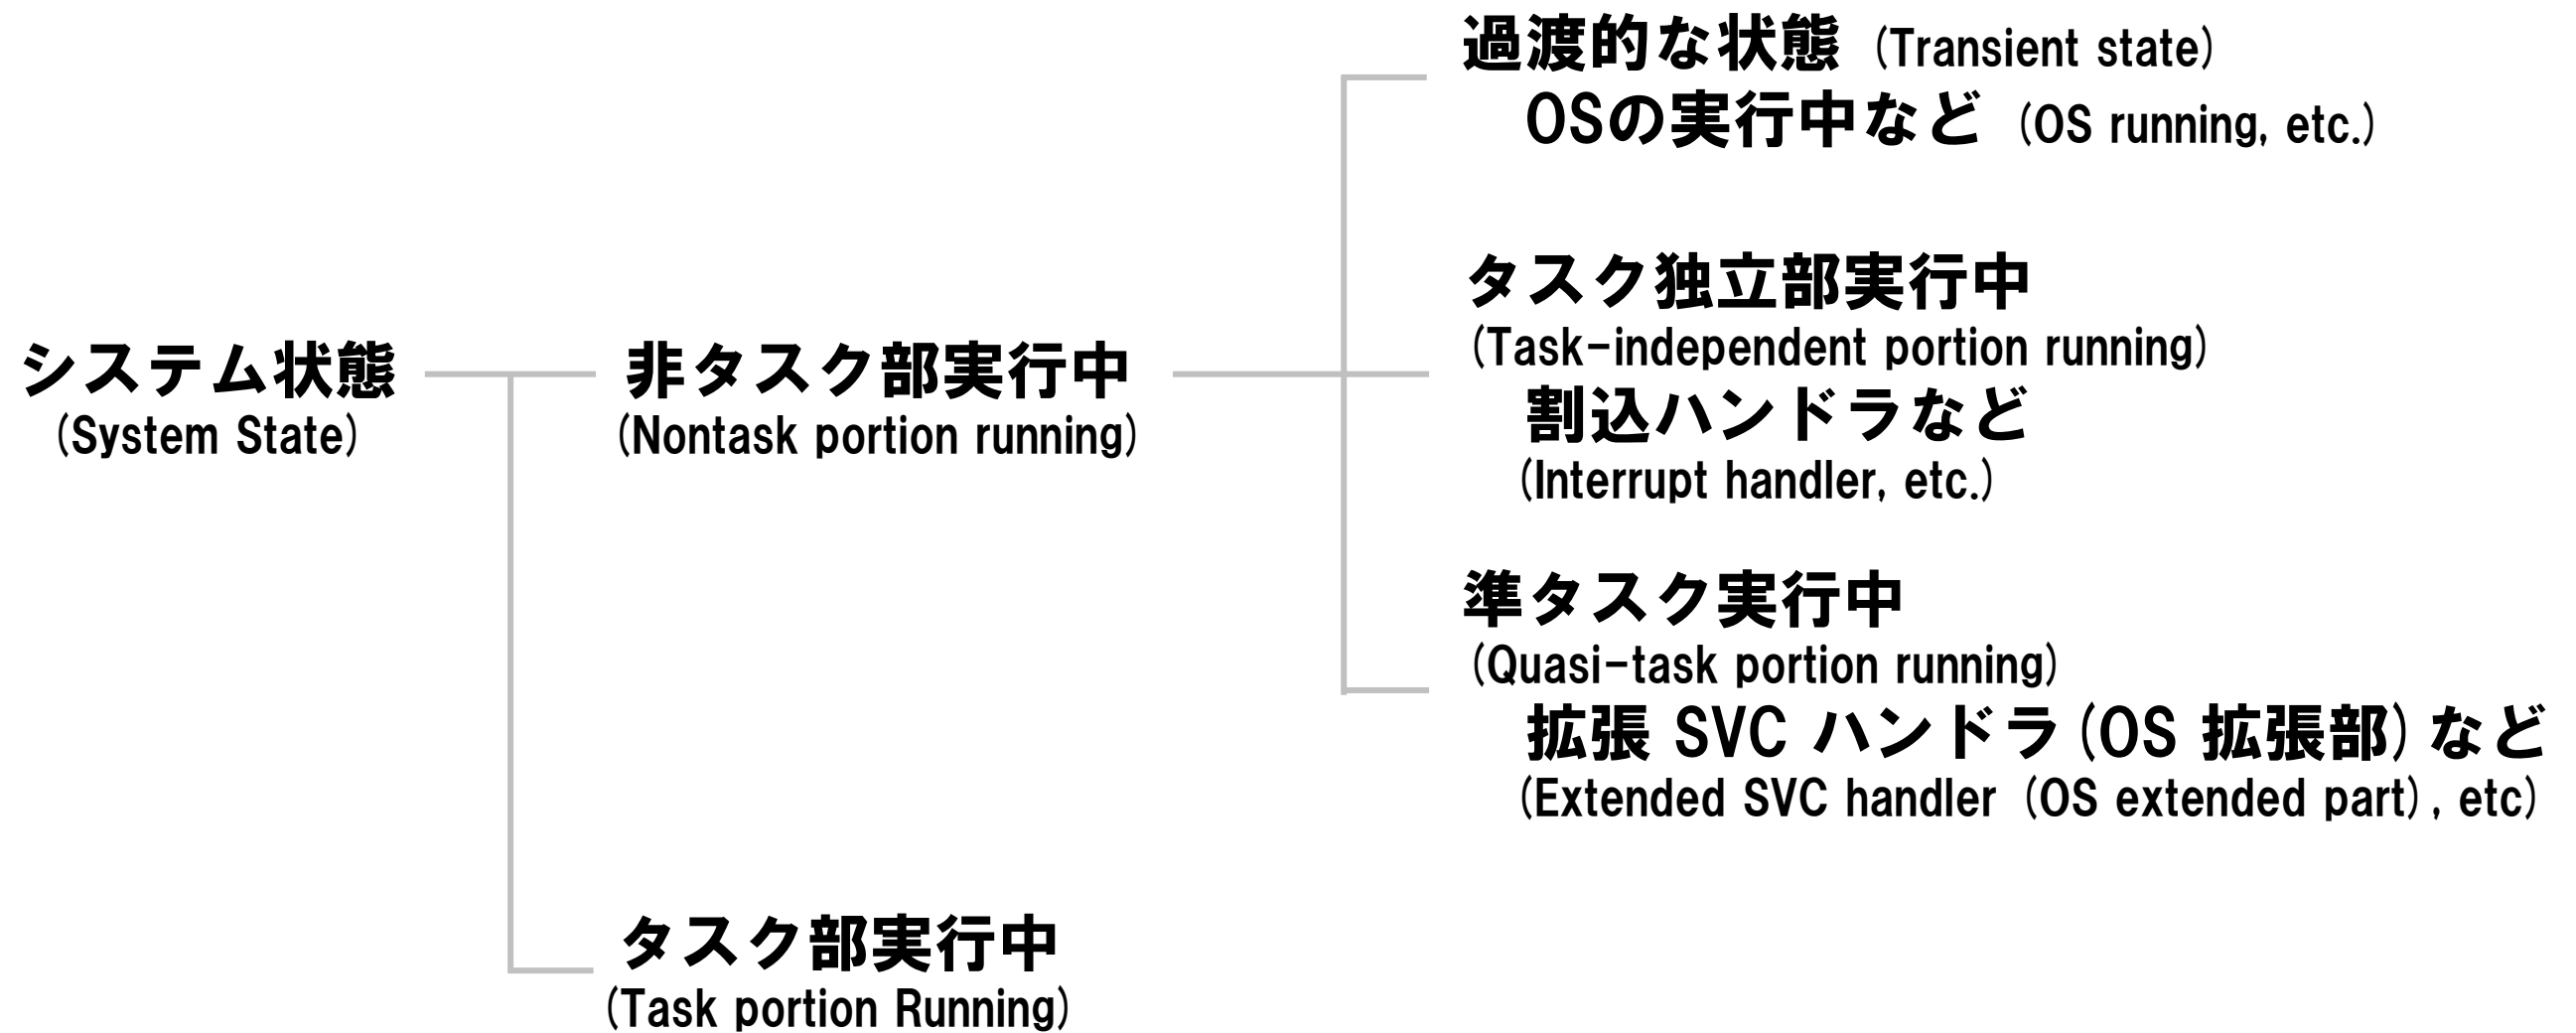 システム状態
(System State)
非タスク部実行中
(Nontask portion running)
過渡的な状態 (Transient state)
OSの実行中など (OS running, etc.)
タスク独立部実行中
(Task-independent portion running)
割込ハンドラなど
(Interrupt handler, etc.)
準タスク実行中
(Quasi-task portion running)
拡張 SVC ハンドラ(OS 拡張部)など
(Extended SVC handler (OS extended part), etc)
タスク部実行中
(Task portion Running)